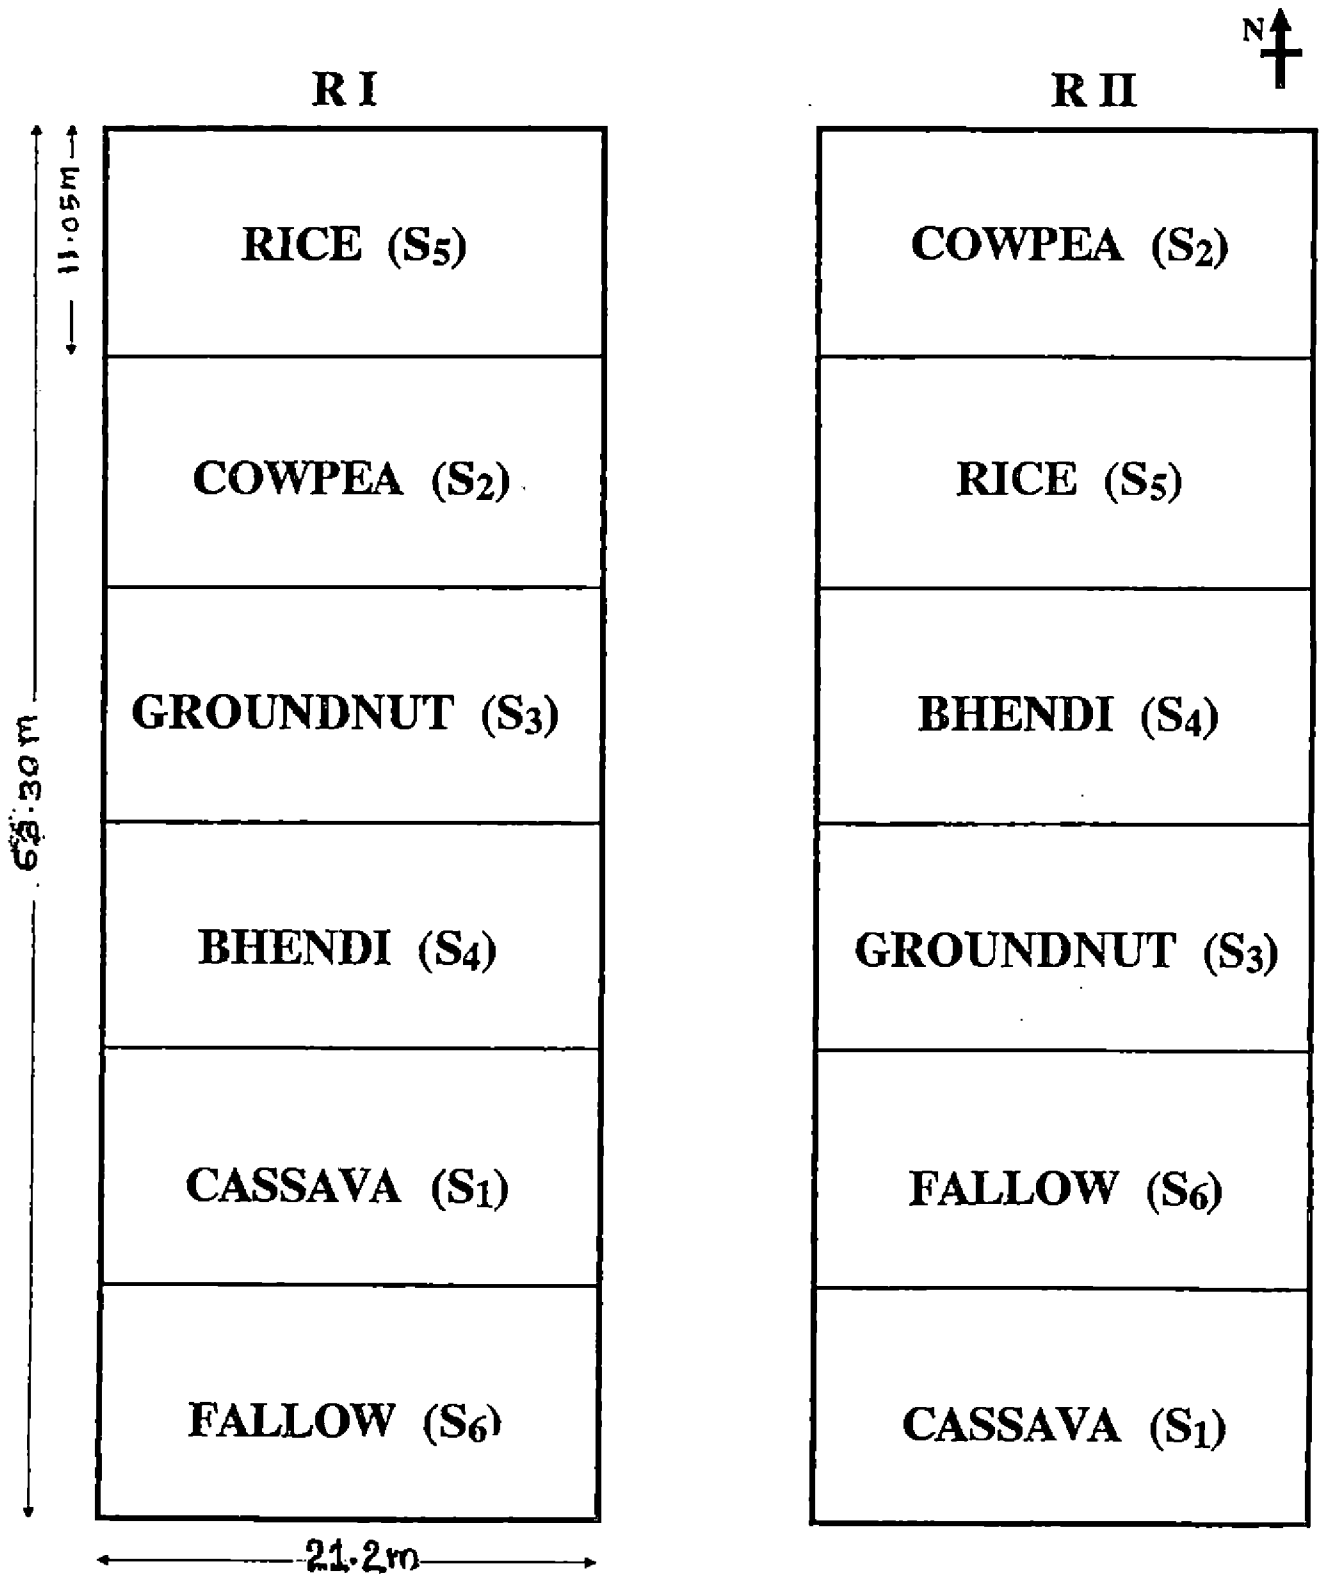 N
R I
R II
11.05m
RICE (S5)
COWPEA (S2)
COWPEA (S2)
RICE (S5)
GROUNDNUT (S3)
BHENDI (S4)
BHENDI (S4)
GROUNDNUT (S3)
CASSAVA (S1)
FALLOW (S6)
FALLOW (S6)
CASSAVA (S1)
21.2m